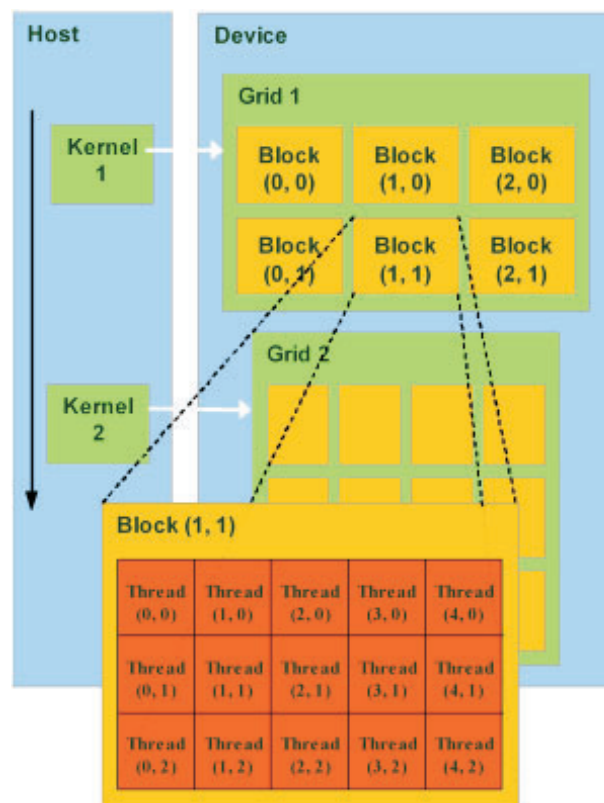 Host
Device
Grid 1
Kernel
1
Block
(0, 0)
Block
(1, 0)
Block
(2, 0)
Block
(0, 1)
Block
(1, 1)
Block
(2, 1)
Grid 2
Kernel
2
Block (1, 1)
Thread
(0, 0)
Thread
(1, 0)
Thread
(2, 0)
Thread
(3, 0)
Thread
(4, 0)
Thread
(0, 1)
Thread
(1, 1)
Thread
(2, 1)
Thread
(3, 1)
Thread
(4, 1)
Thread
(0, 2)
Thread
(1, 2)
Thread
(2, 2)
Thread
(3, 2)
Thread
(4, 2)